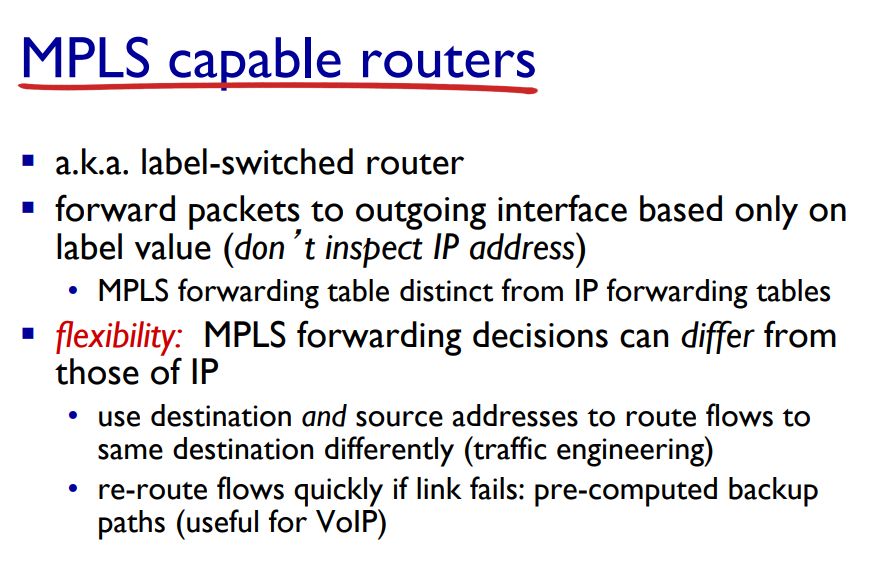 MPLS capable routers
▪ a.k.a. label-switched router
▪ forward packets to outgoing interface based only on
label value (don’t inspect IP address)
• MPLS forwarding table distinct from IP forwarding tables
▪ flexibility: MPLS forwarding decisions can differ from
those of IP
• use destination and source addresses to route flows to
same destination differently (traffic engineering)
• re-route flows quickly if link fails: pre-computed backup
paths (useful for VoIP)